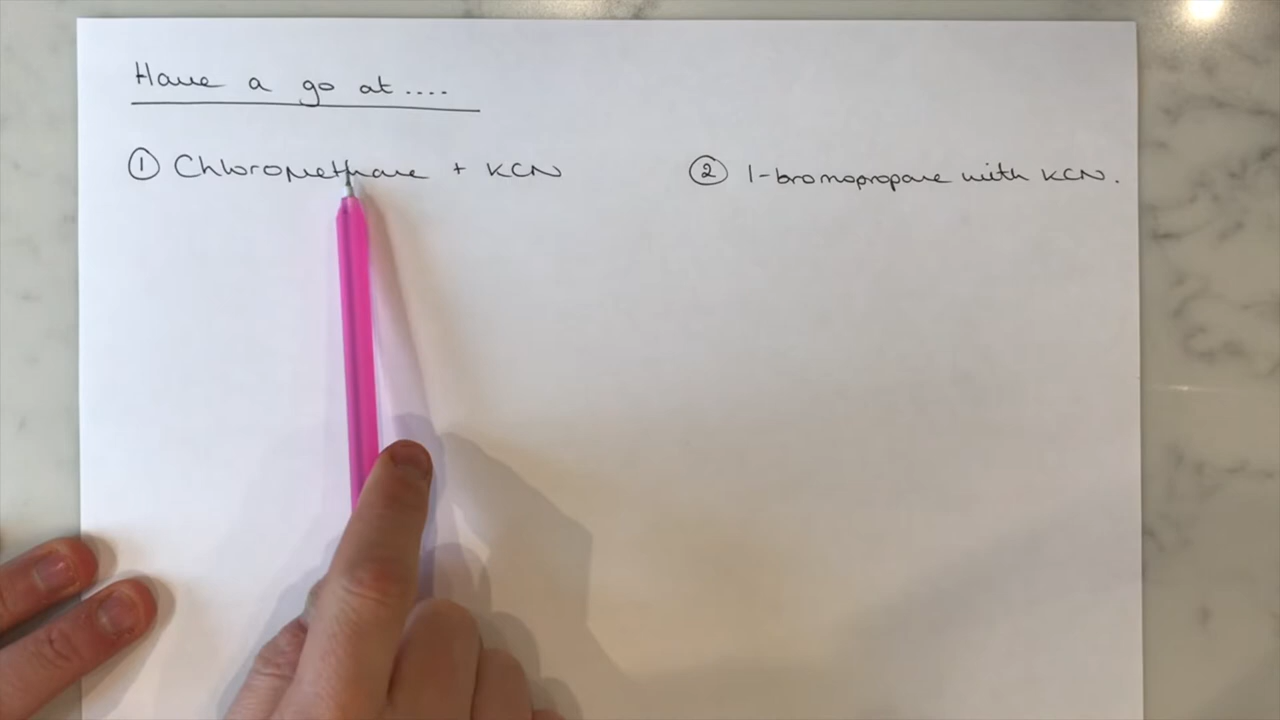 Have a go at....
① Chloromethane + KCN
② 1-bromopropane with KCN.